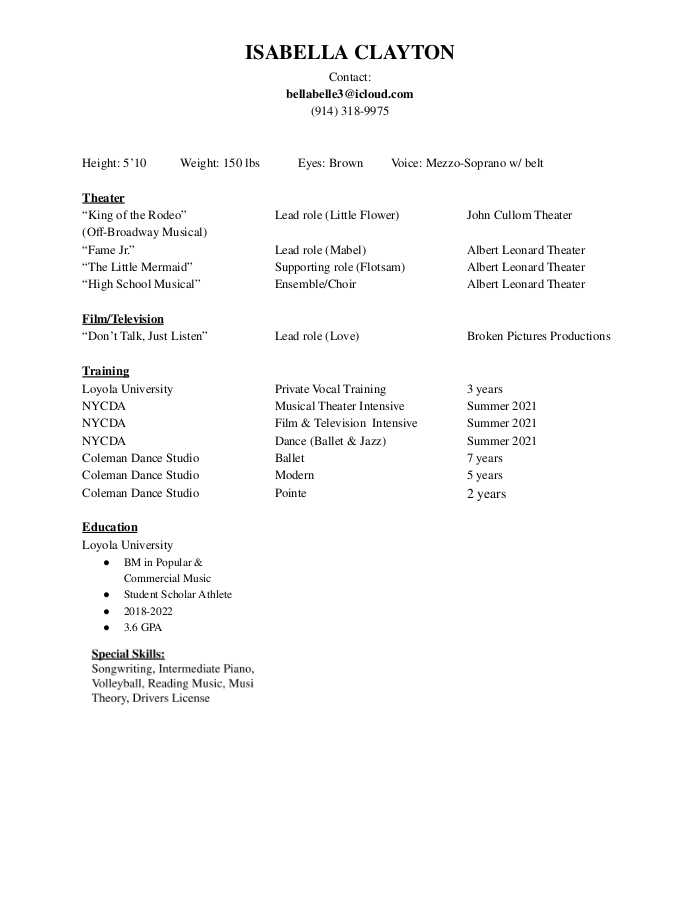 ISABELLA CLAYTON
Contact:
bellabelle3@icloud.com
(914) 318-9975
Height: 5’10 Weight: 150 lbs Eyes: Brown Voice: Mezzo-Soprano w/ belt
Theater
“King of the Rodeo” Lead role (Little Flower) John Cullom Theater
(Off-Broadway Musical)
“Fame Jr.” Lead role (Mabel) Albert Leonard Theater
“The Little Mermaid” Supporting role (Flotsam) Albert Leonard Theater
“High School Musical” Ensemble/Choir Albert Leonard Theater
Film/Television
“Don’t Talk, Just Listen” Lead role (Love) Broken Pictures Productions
Training
Loyola University Private Vocal Training 3 years
NYCDA Musical Theater Intensive Summer 2021
NYCDA Film & Television Intensive Summer 2021
NYCDA Dance (Ballet & Jazz) Summer 2021
Coleman Dance Studio Ballet 7 years
Coleman Dance Studio Modern 5 years
Coleman Dance Studio Pointe 2 years
Education
Loyola University
● BM in Popular &
Commercial Music
● Student Scholar Athlete
● 2018-2022
● 3.6 GPA
Special Skills:
Songwriting, Intermediate Piano,
Volleyball, Reading Music, Musi
Theory, Drivers License